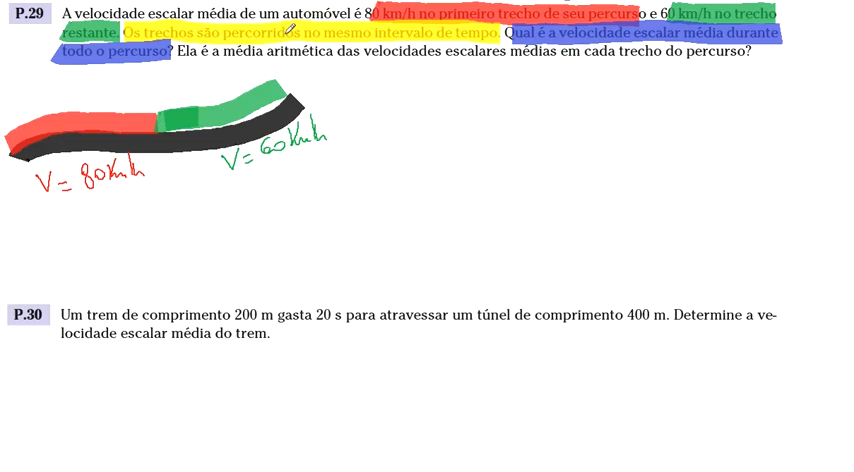 P.29 A velocidade escalar média de um automóvel é 80 km/h no primeiro trecho de seu percurso e 60 km/h no trecho
restante. Os trechos são percorridos no mesmo intervalo de tempo. Qual é a velocidade escalar média durante
todo o percurso? Ela é a média aritmética das velocidades escalares médias em cada trecho do percurso?
V = 60 Km/h
V = 80 Km/h
P.30 Um trem de comprimento 200 m gasta 20 s para atravessar um túnel de comprimento 400 m. Determine a ve-
locidade escalar média do trem.